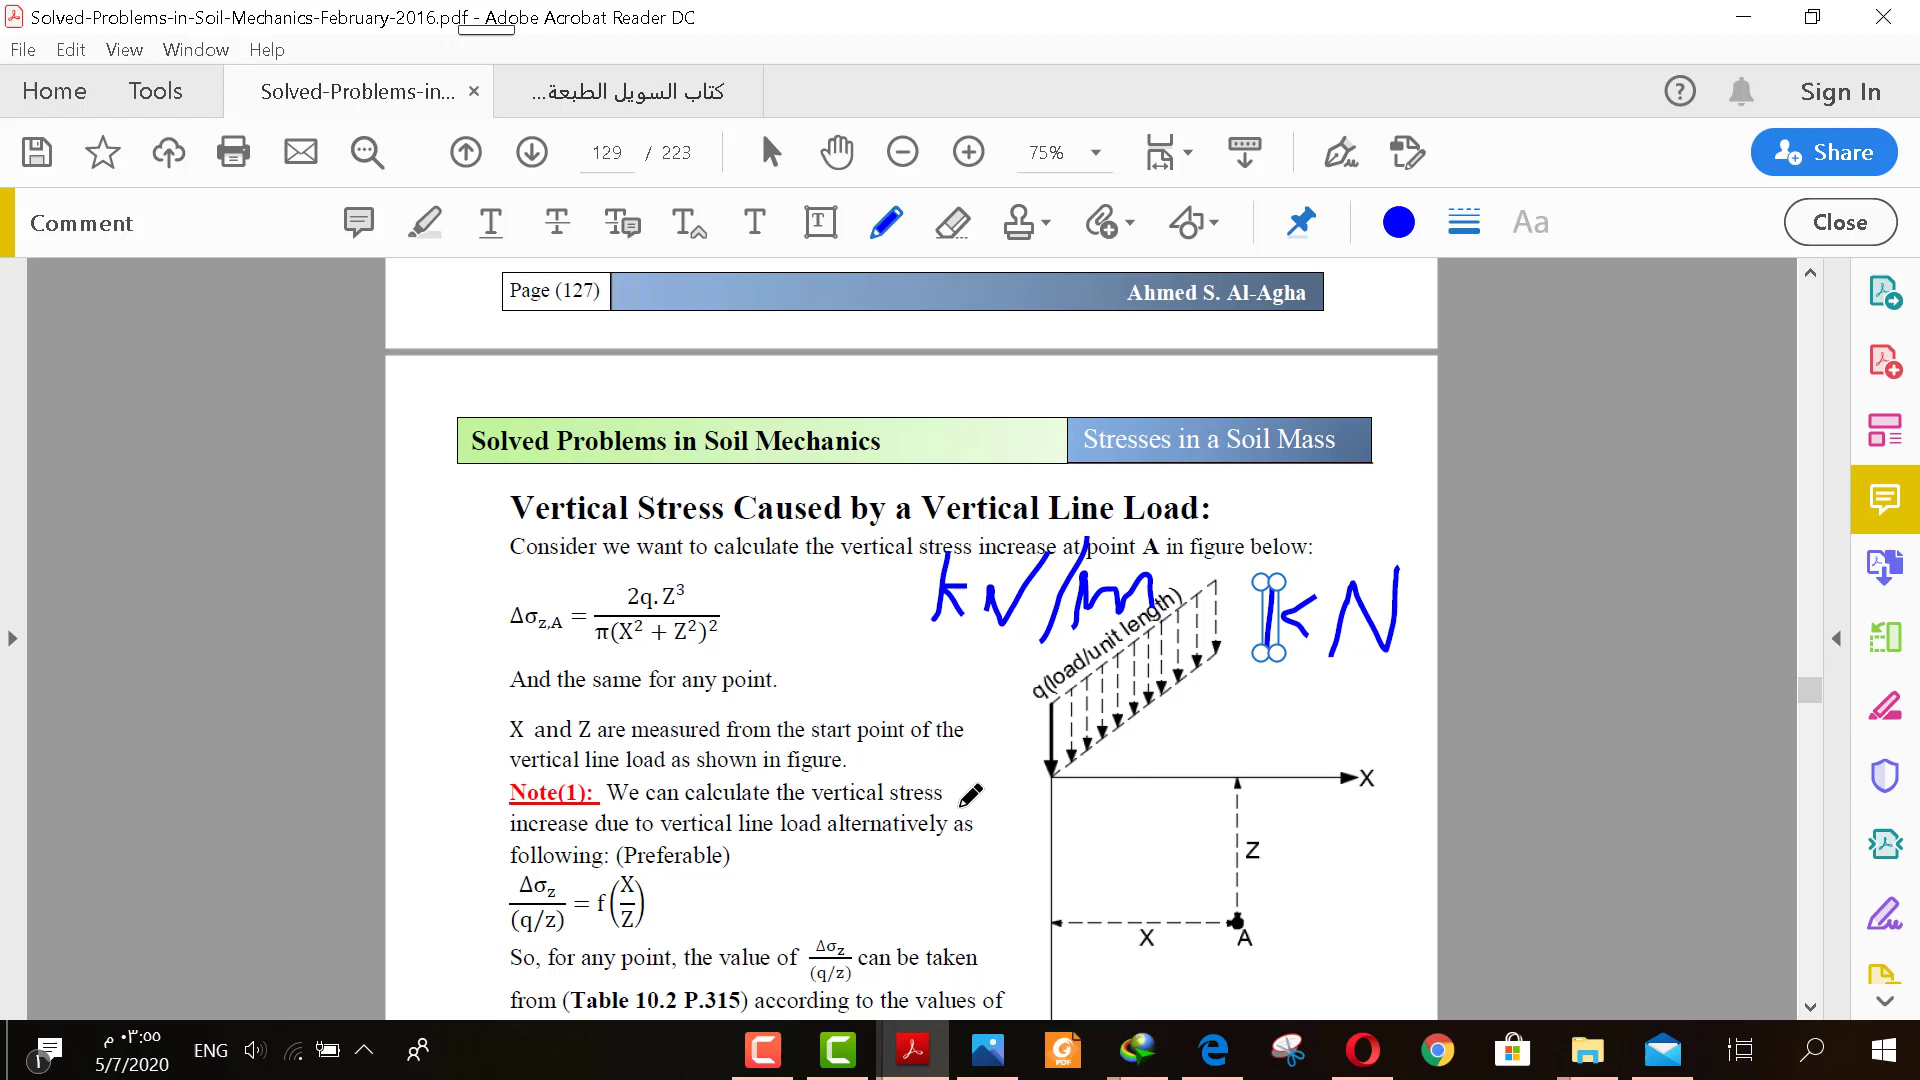 Solved-Problems-in-Soil-Mechanics-February-2016.pdf - Adobe Acrobat Reader DC
File Edit View Window Help
Home Tools Solved-Problems-in... × كتاب السويل الطبعة... Sign In
129 / 223 75% Share
Comment Close
Page (127) Ahmed S. Al-Agha
Solved Problems in Soil Mechanics Stresses in a Soil Mass
Vertical Stress Caused by a Vertical Line Load:
Consider we want to calculate the vertical stress increase at point A in figure below:
kN/m
kN
Δσz,A = 2q. Z³ / π(X² + Z²)²
q(load/unit length)
And the same for any point.
X and Z are measured from the start point of the
vertical line load as shown in figure.
X
Note(1): We can calculate the vertical stress
increase due to vertical line load alternatively as
following: (Preferable)
Z
Δσz / (q/z) = f(X/Z)
X
A
So, for any point, the value of Δσz / (q/z) can be taken
from (Table 10.2 P.315) according to the values of
١ ٠٣:٥٥ م
5/7/2020
ENG